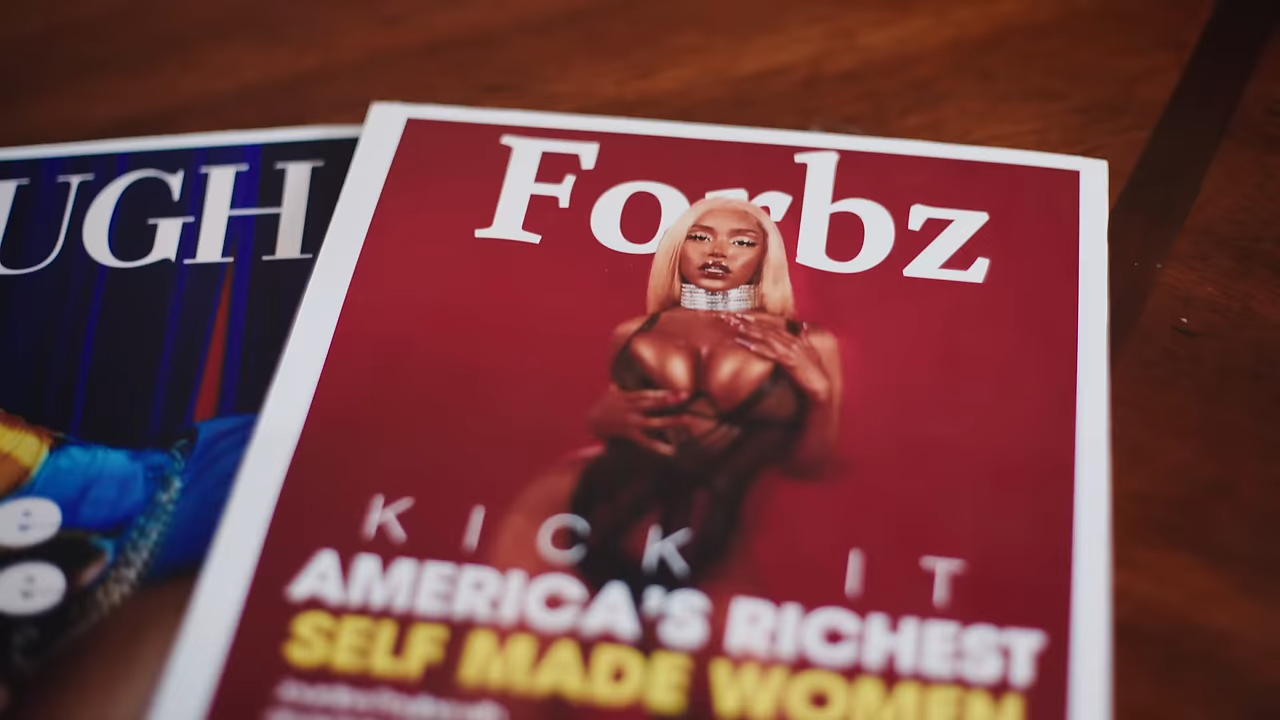 UGH
Forbz
KICK IT
AMERICA'S RICHEST
SELF MADE WOMEN